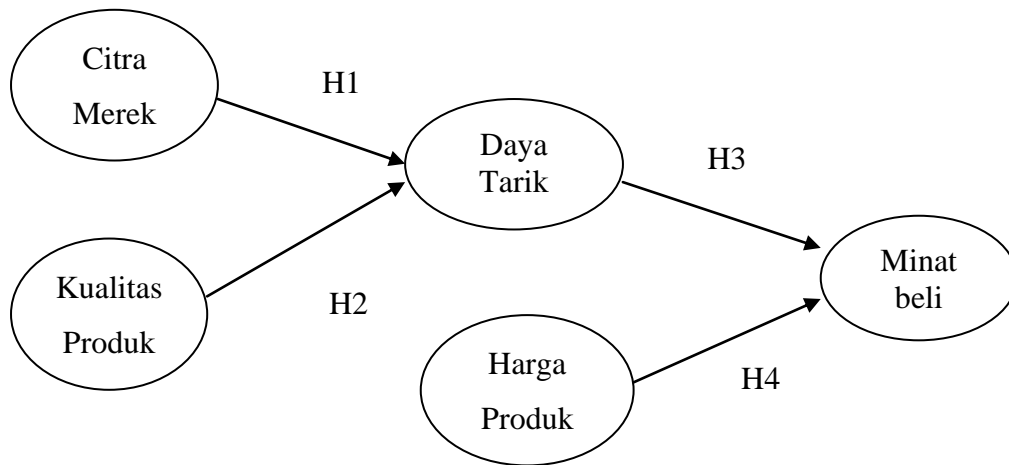 Citra
Merek
H1
Daya
Tarik
H3
Kualitas
Produk
H2
Minat
beli
Harga
Produk
H4